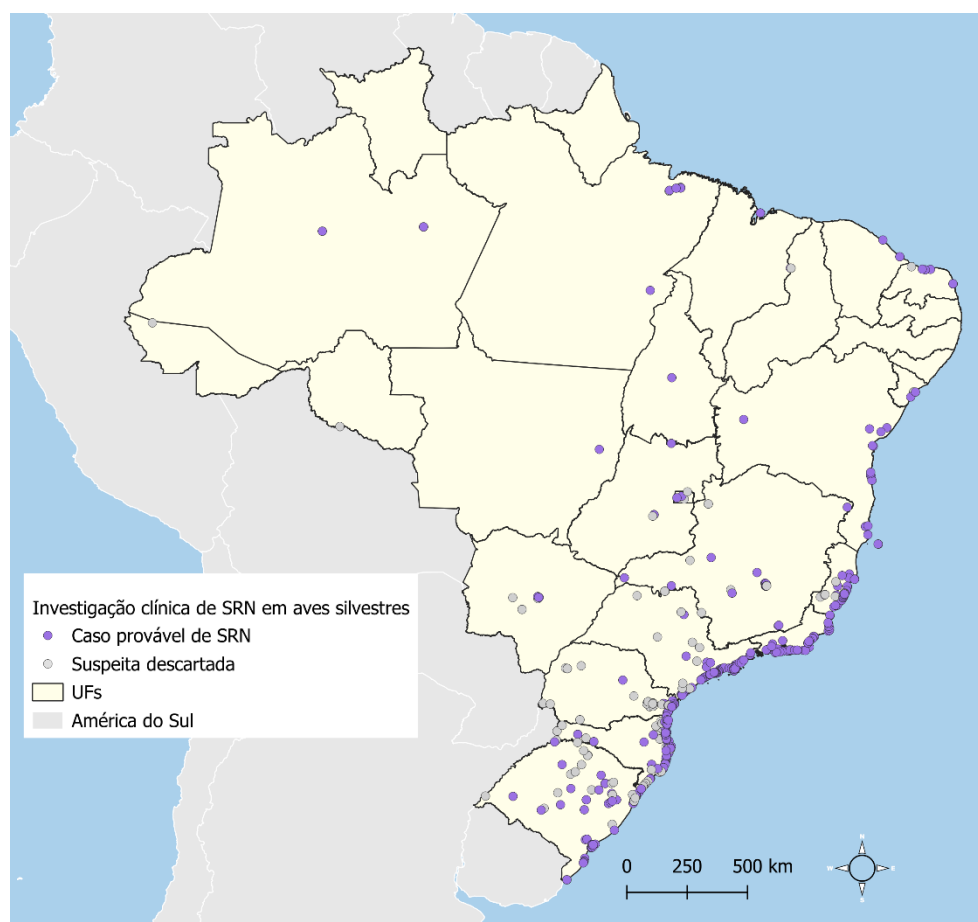 Investigação clínica de SRN em aves silvestres
Caso provável de SRN
Suspeita descartada
UFs
América do Sul
0 250 500 km
N
W E
S